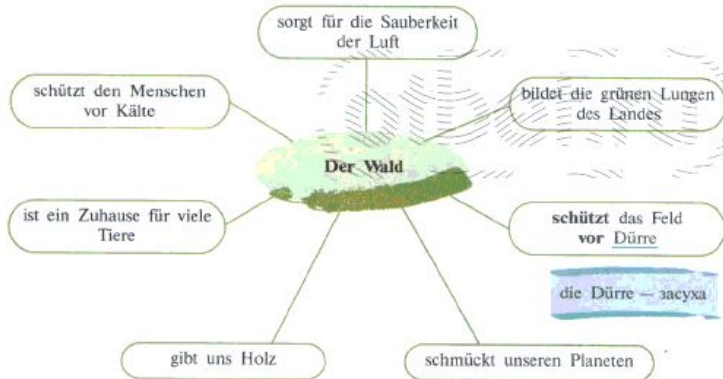 sorgt für die Sauberkeit
der Luft
schützt den Menschen
vor Kälte
bildet die grünen Lungen
des Landes
Der Wald
ist ein Zuhause für viele
Tiere
schützt das Feld
vor Dürre
die Dürre — засуха
gibt uns Holz
schmückt unseren Planeten